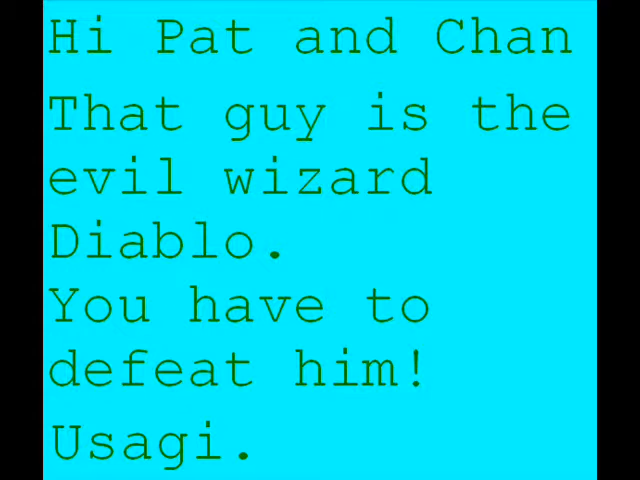 Hi Pat and Chan
That guy is the
evil wizard
Diablo.
You have to
defeat him!
Usagi.